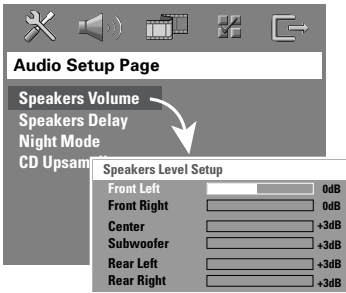 Audio Setup Page
Speakers Volume
Speakers Delay
Night Mode
CD Upsam
Speakers Level Setup
Front Left 0dB
Front Right 0dB
Center +3dB
Subwoofer +3dB
Rear Left +3dB
Rear Right +3dB